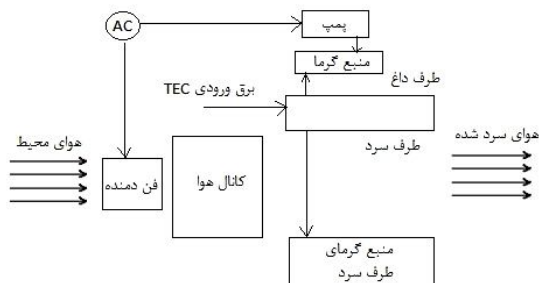 AC
پمپ
منبع گرما
طرف داغ
برق ورودی TEC
طرف سرد
هوای محیط
هوای سرد شده
فن دمنده
کانال هوا
منبع گرمای
طرف سرد